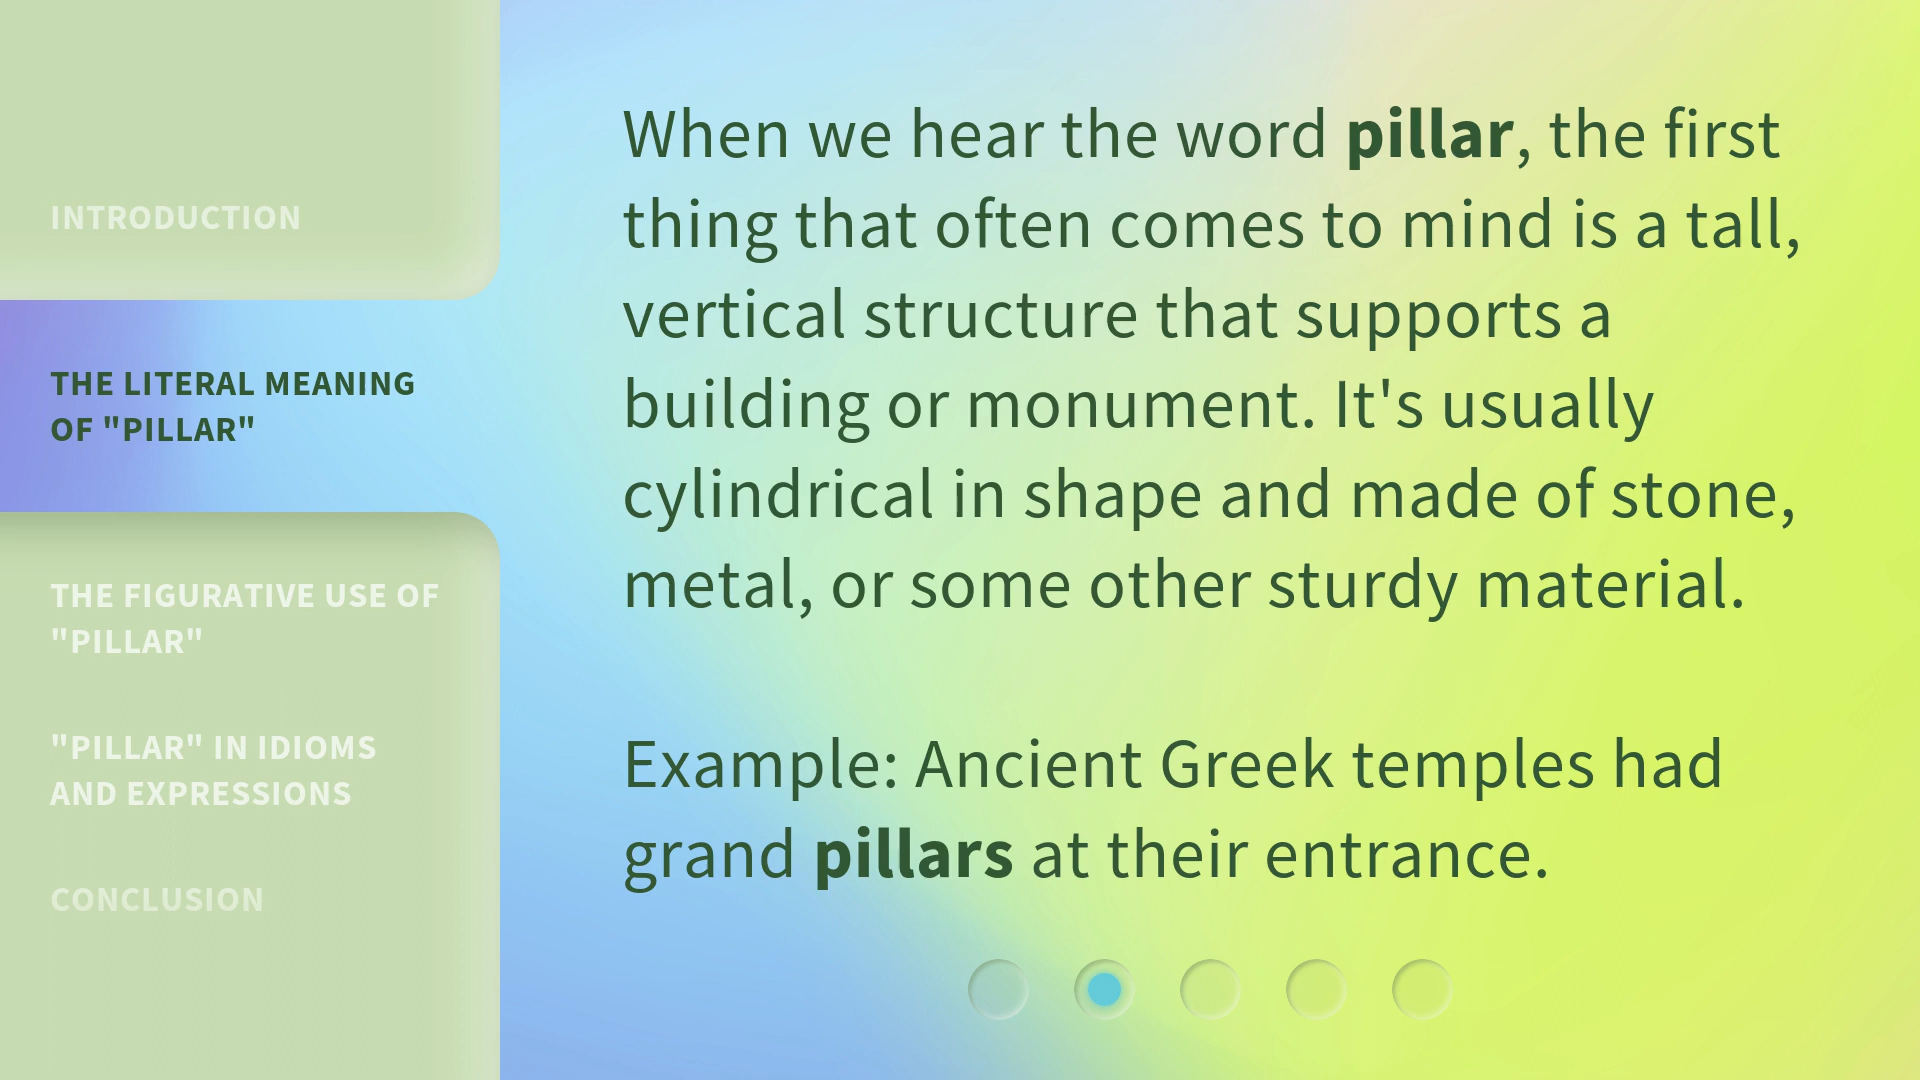 INTRODUCTION
THE LITERAL MEANING
OF "PILLAR"
THE FIGURATIVE USE OF
"PILLAR"
"PILLAR" IN IDIOMS
AND EXPRESSIONS
CONCLUSION
When we hear the word pillar, the first
thing that often comes to mind is a tall,
vertical structure that supports a
building or monument. It's usually
cylindrical in shape and made of stone,
metal, or some other sturdy material.
Example: Ancient Greek temples had
grand pillars at their entrance.